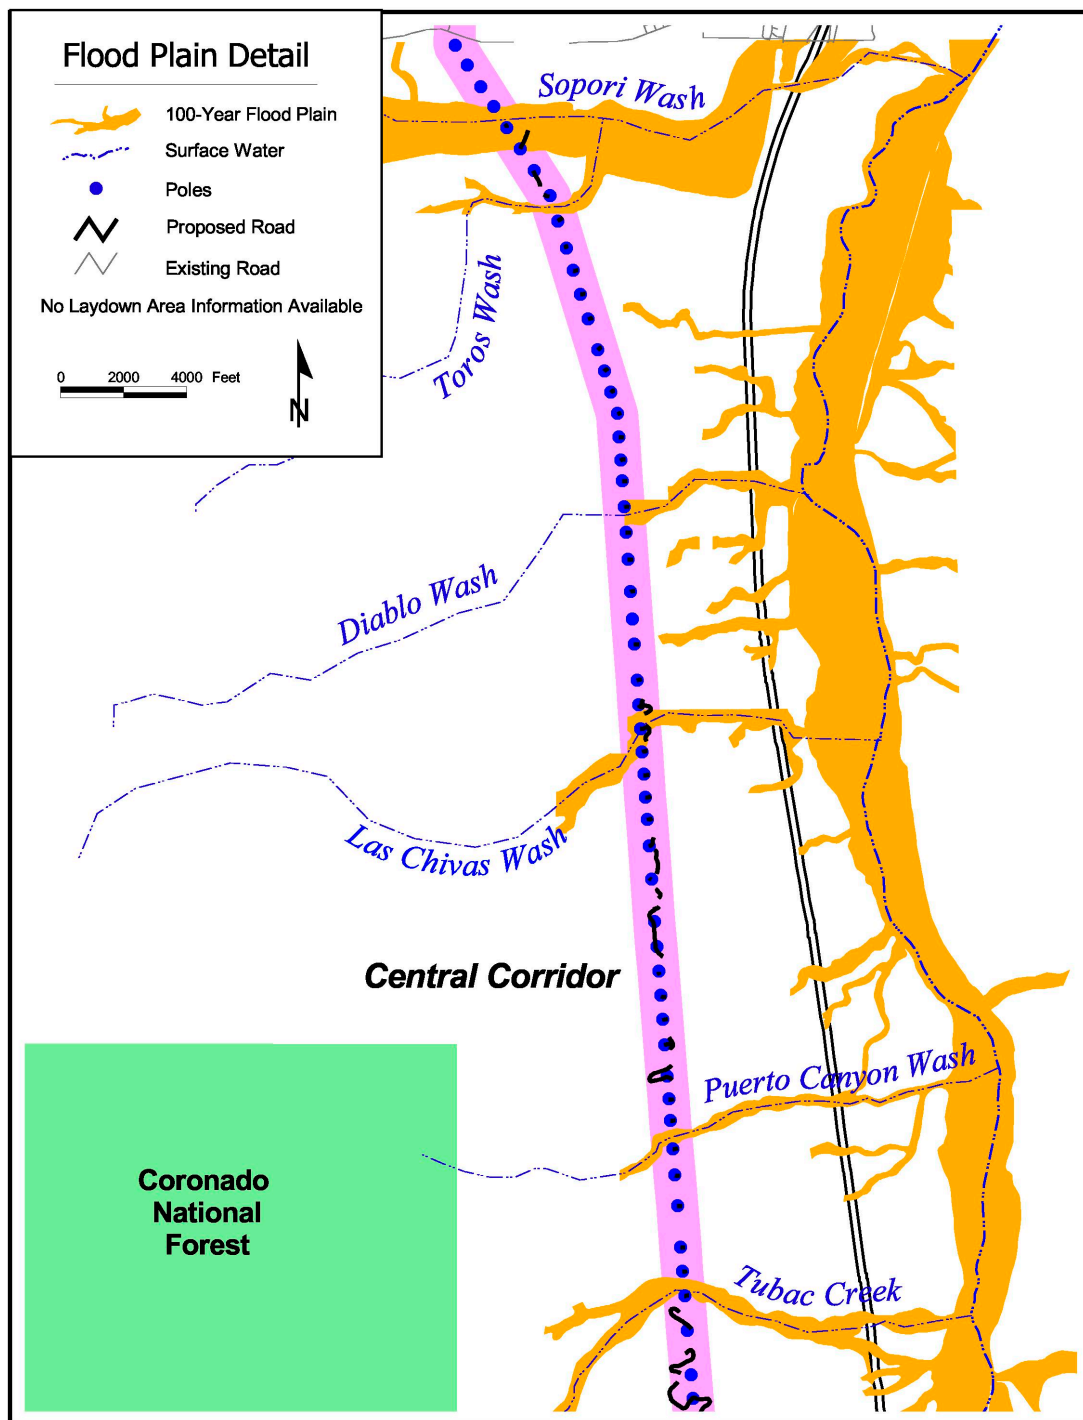 Flood Plain Detail
100-Year Flood Plain
Surface Water
Poles
Proposed Road
Existing Road
No Laydown Area Information Available
0 2000 4000 Feet
N
Sopori Wash
Toros Wash
Diablo Wash
Las Chivas Wash
Central Corridor
Puerto Canyon Wash
Coronado
National
Forest
Tubac Creek